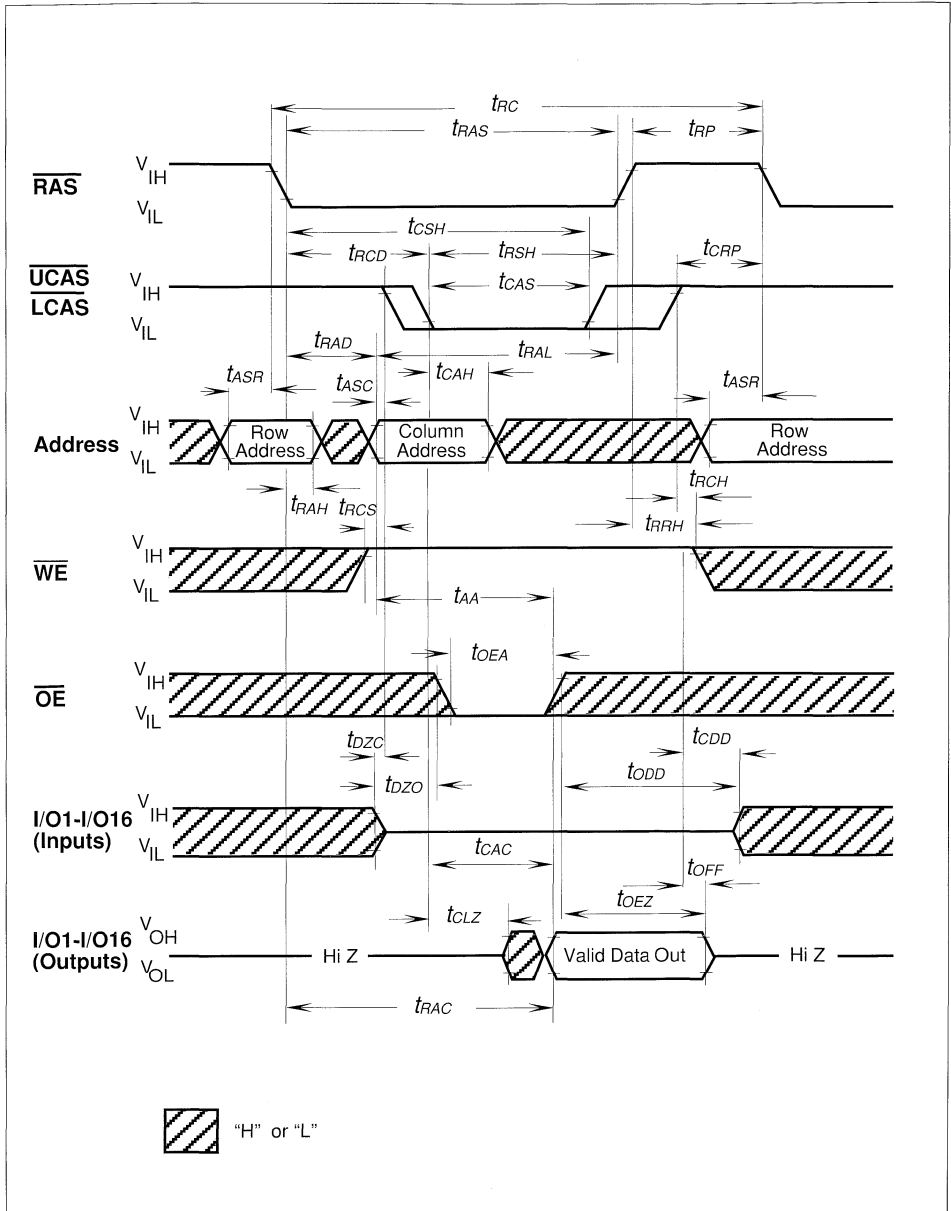 tRC
tRAS
tRP
RAS
VIH
VIL
tCSH
tRCD
tRSH
tCRP
UCAS
LCAS
VIH
VIL
tCAS
tRAD
tRAL
tASR
tASC
tCAH
tASR
Address
VIH
VIL
Row Address
Column Address
Row Address
tRAH
tRCS
tRCH
tRRH
WE
VIH
VIL
tAA
tOEA
OE
VIH
VIL
tDZC
tCDD
tDZO
tODD
I/O1-I/O16
(Inputs)
VIH
VIL
tCAC
tOFF
tCLZ
tOEZ
I/O1-I/O16
(Outputs)
VOH
VOL
Hi Z
Valid Data Out
Hi Z
tRAC
"H" or "L"